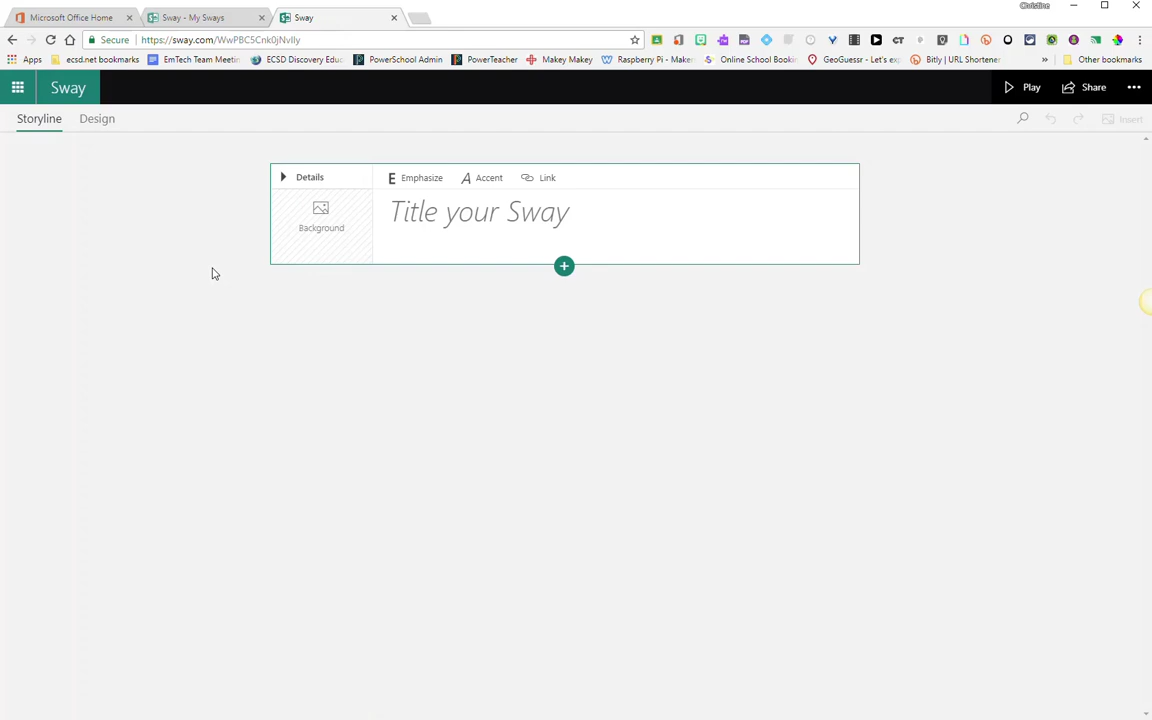 Christine
Microsoft Office Home
Sway - My Sways
Sway
Secure
https://sway.com/WwPBC5Cnk0jNvIly
Apps
ecsd.net bookmarks
EmTech Team Meetin
ECSD Discovery Educ
PowerSchool Admin
PowerTeacher
Makey Makey
Raspberry Pi - Maker
Online School Bookin
GeoGuessr - Let's exp
Bitly | URL Shortener
»
Other bookmarks
Sway
Play
Share
Storyline
Design
Insert
Details
E Emphasize
A Accent
Link
Background
Title your Sway